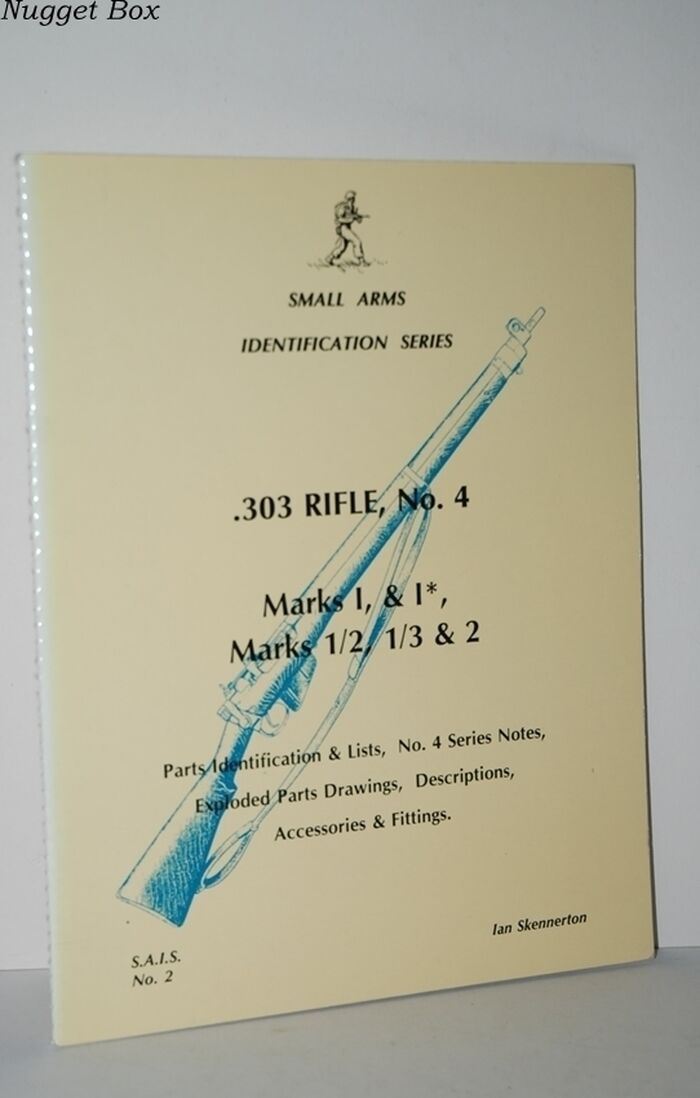 Nugget Box
SMALL ARMS
IDENTIFICATION SERIES
.303 RIFLE, No. 4
Marks I, & I*,
Marks 1/2, 1/3 & 2
Parts Identification & Lists, No. 4 Series Notes,
Exploded Parts Drawings, Descriptions,
Accessories & Fittings.
Ian Skennerton
S.A.I.S.
No. 2